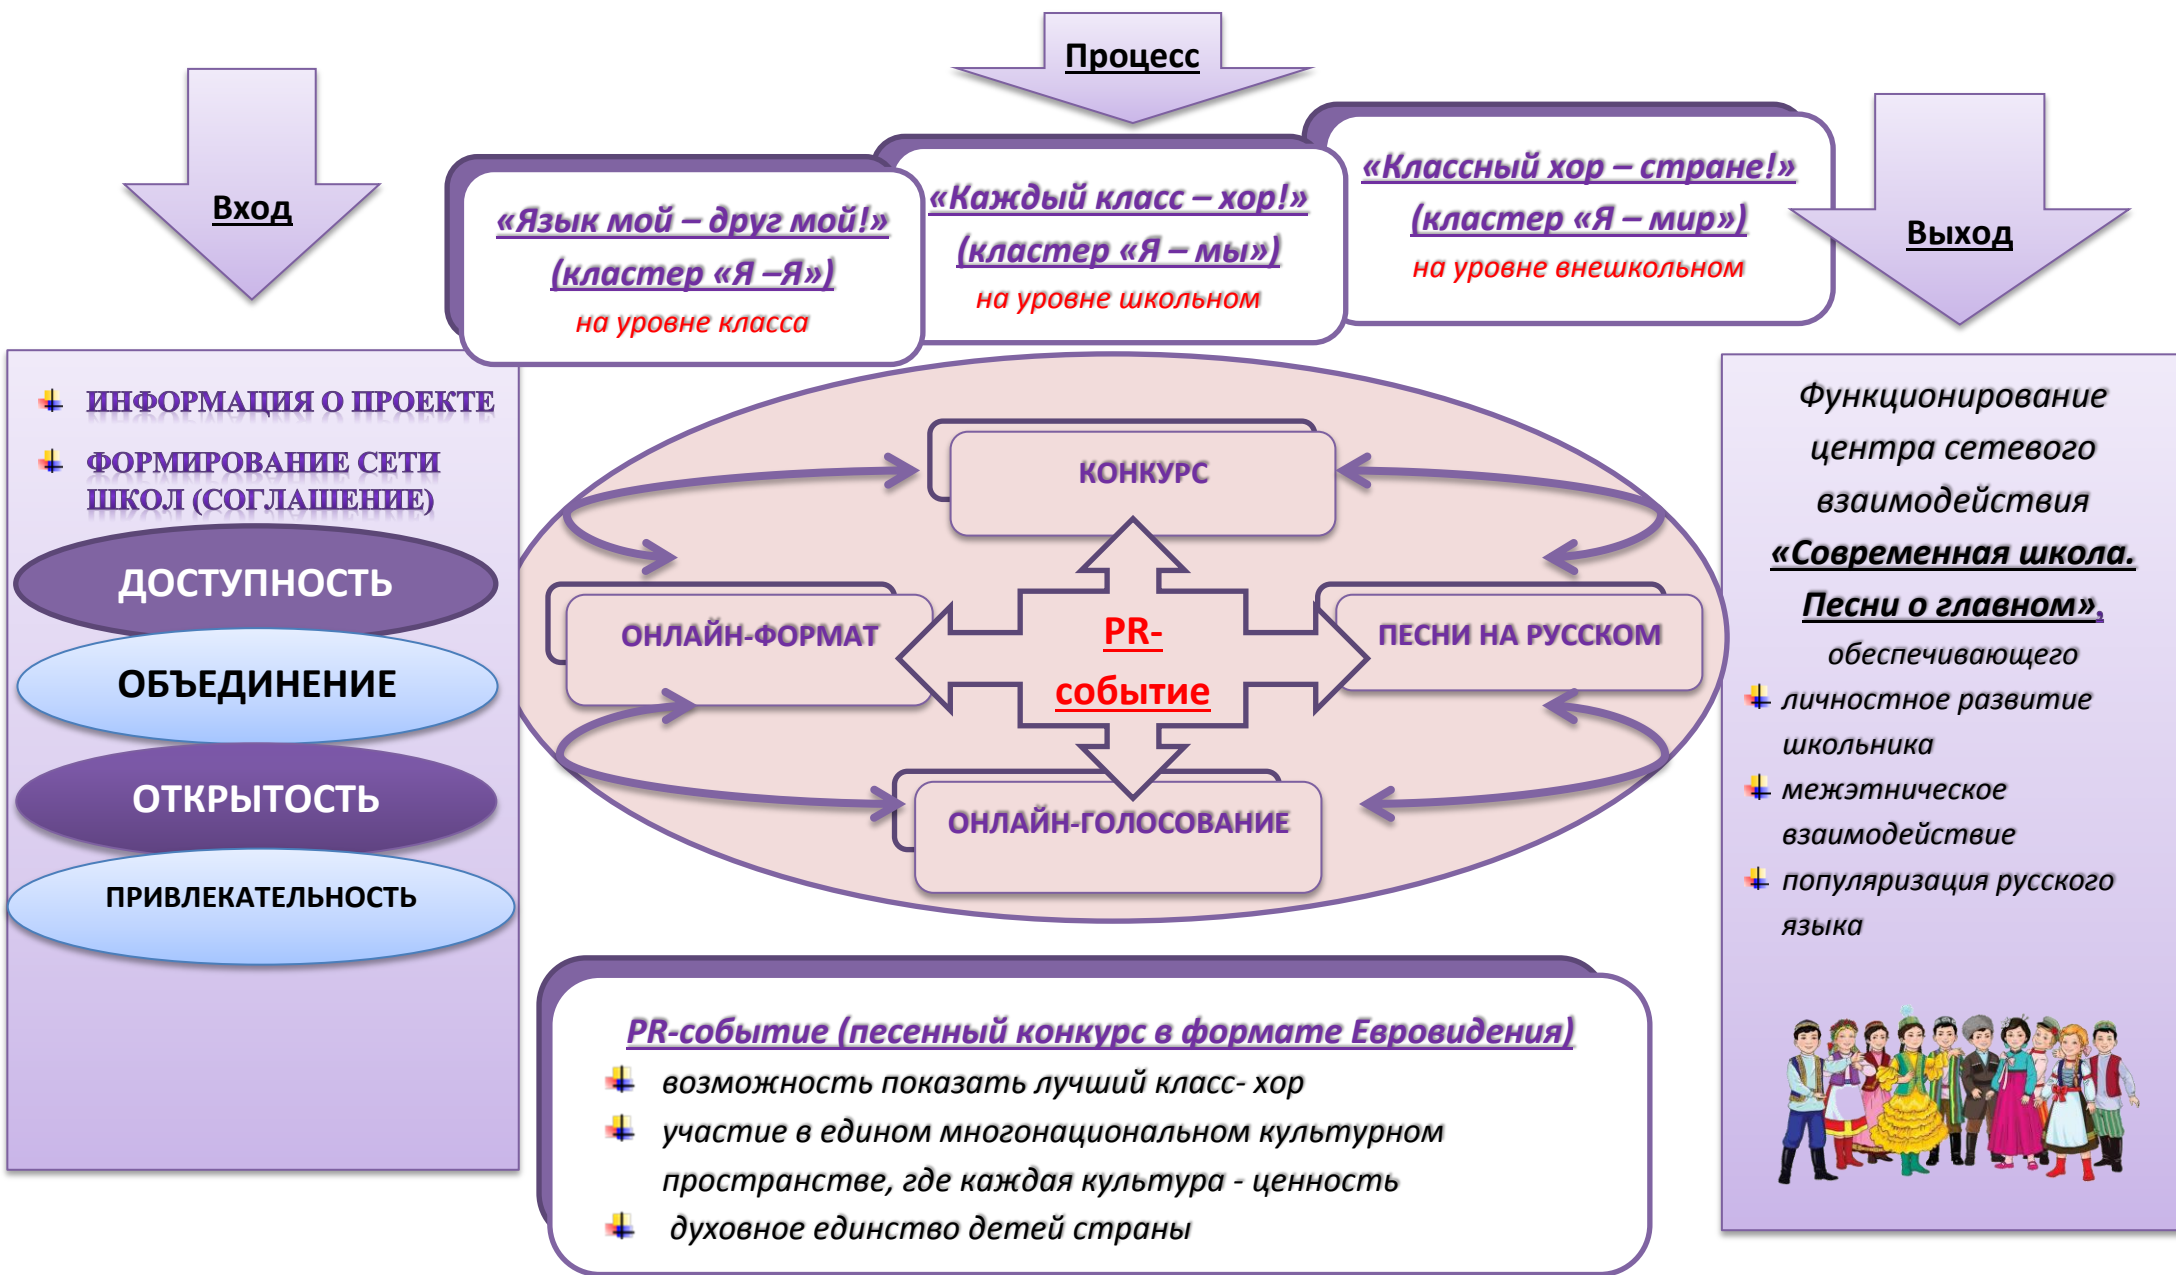 Процесс
Вход
Выход
«Язык мой – друг мой!»
(кластер «Я –Я»)
на уровне класса
«Каждый класс – хор!»
(кластер «Я – мы»)
на уровне школьном
«Классный хор – стране!»
(кластер «Я – мир»)
на уровне внешкольном
ИНФОРМАЦИЯ О ПРОЕКТЕ
ФОРМИРОВАНИЕ СЕТИ
ШКОЛ (СОГЛАШЕНИЕ)
ДОСТУПНОСТЬ
ОБЪЕДИНЕНИЕ
ОТКРЫТОСТЬ
ПРИВЛЕКАТЕЛЬНОСТЬ
КОНКУРС
ОНЛАЙН-ФОРМАТ
PR-
событие
ПЕСНИ НА РУССКОМ
ОНЛАЙН-ГОЛОСОВАНИЕ
Функционирование
центра сетевого
взаимодействия
«Современная школа.
Песни о главном»,
обеспечивающего
личностное развитие
школьника
межэтническое
взаимодействие
популяризация русского
языка
PR-событие (песенный конкурс в формате Евровидения)
возможность показать лучший класс- хор
участие в едином многонациональном культурном
пространстве, где каждая культура - ценность
духовное единство детей страны